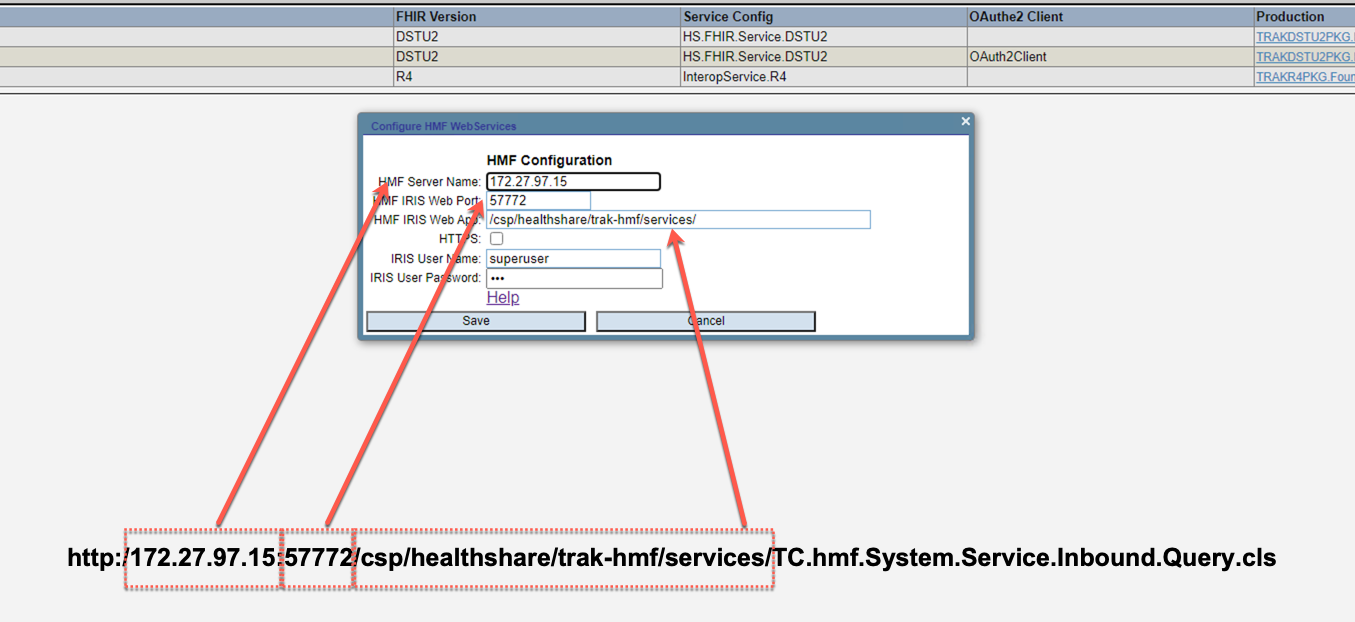 FHIR Version Service Config OAuthe2 Client Production
DSTU2 HS.FHIR.Service.DSTU2 TRAKDSTU2PKG.
DSTU2 HS.FHIR.Service.DSTU2 OAuth2Client TRAKDSTU2PKG.
R4 InteropService.R4 TRAKR4PKG.Foun
Configure HMF WebServices ×
HMF Configuration
HMF Server Name: 172.27.97.15
HMF IRIS Web Port: 57772
HMF IRIS Web App: /csp/healthshare/trak-hmf/services/
HTTPS:
IRIS User Name: superuser
IRIS User Password: •••
Help
Save Cancel
http:/172.27.97.15:57772/csp/healthshare/trak-hmf/services/TC.hmf.System.Service.Inbound.Query.cls